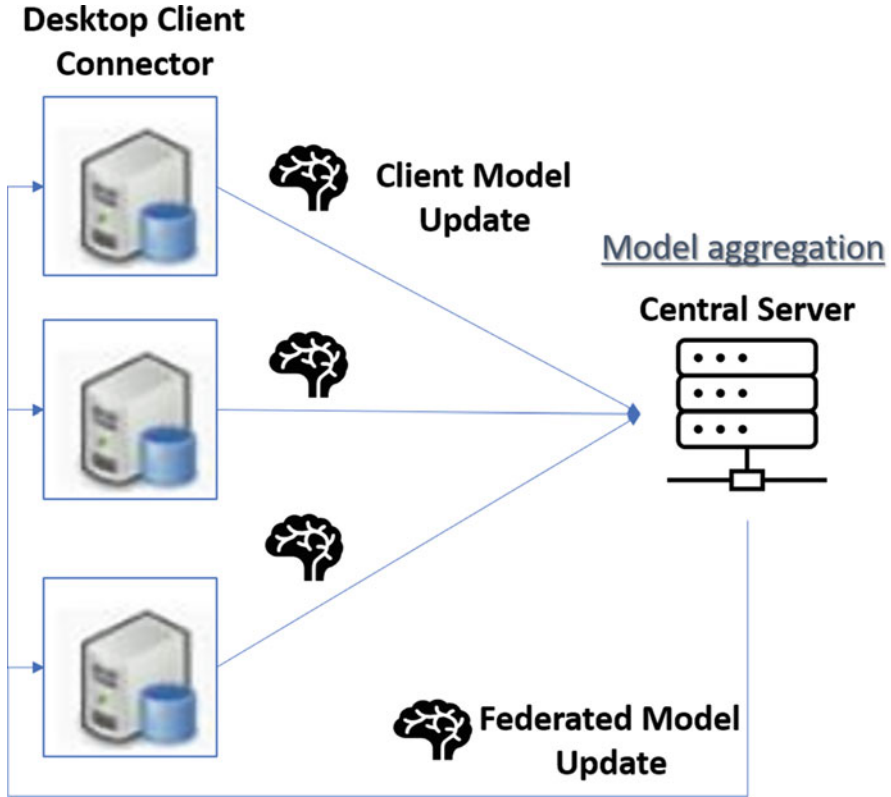 Desktop Client
Connector
Client Model
Update
Model aggregation
Central Server
Federated Model
Update